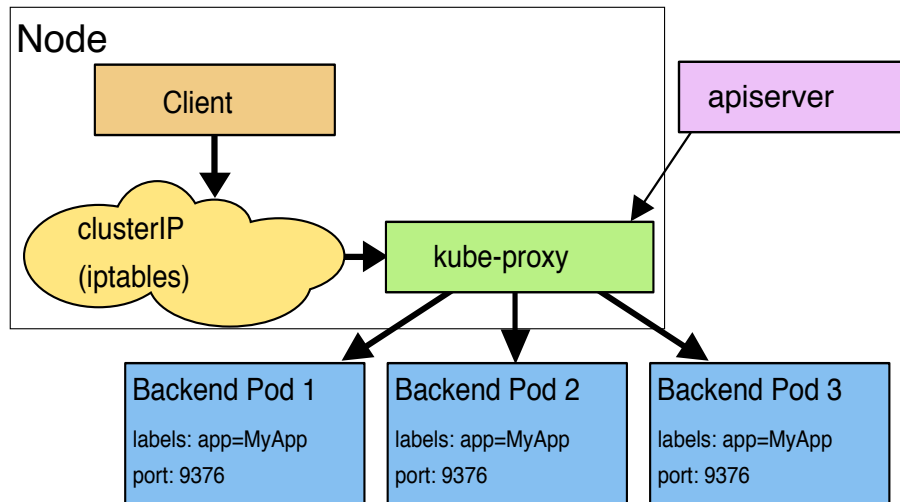 Node
Client
apiserver
clusterIP
(iptables)
kube-proxy
Backend Pod 1
labels: app=MyApp
port: 9376
Backend Pod 2
labels: app=MyApp
port: 9376
Backend Pod 3
labels: app=MyApp
port: 9376